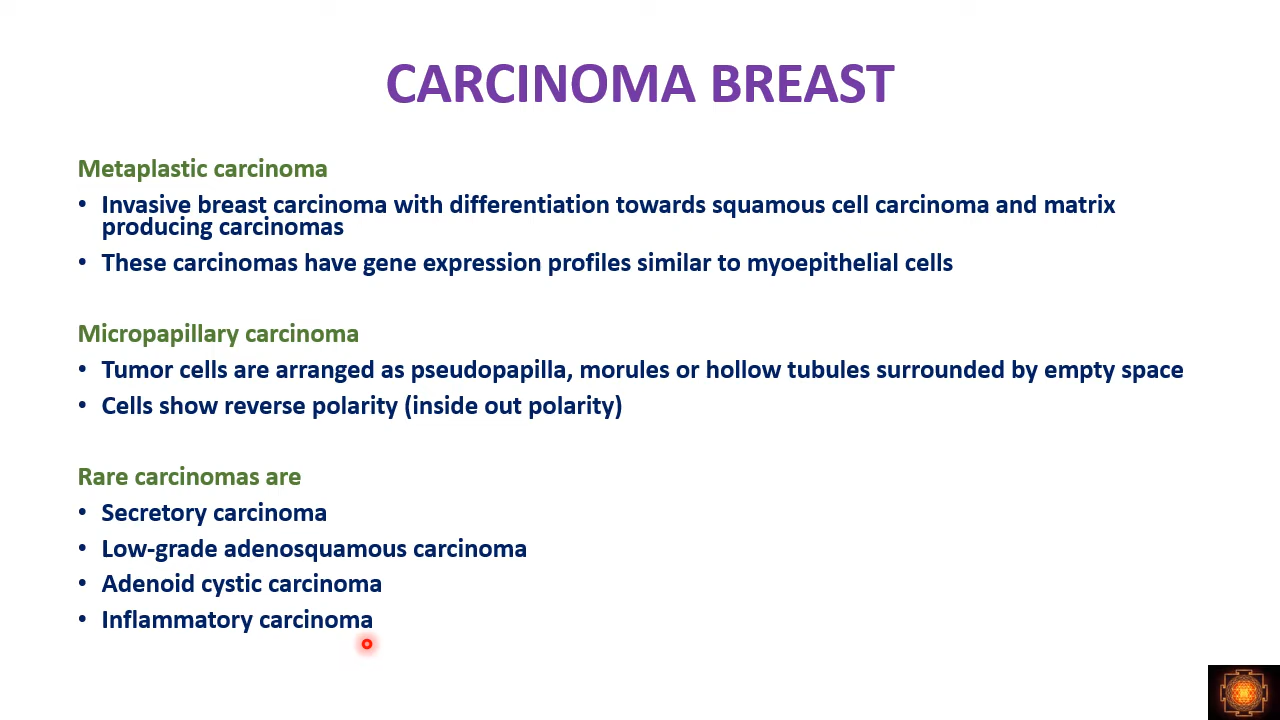 CARCINOMA BREAST
Metaplastic carcinoma
• Invasive breast carcinoma with differentiation towards squamous cell carcinoma and matrix
producing carcinomas
• These carcinomas have gene expression profiles similar to myoepithelial cells
Micropapillary carcinoma
• Tumor cells are arranged as pseudopapilla, morules or hollow tubules surrounded by empty space
• Cells show reverse polarity (inside out polarity)
Rare carcinomas are
• Secretory carcinoma
• Low-grade adenosquamous carcinoma
• Adenoid cystic carcinoma
• Inflammatory carcinoma